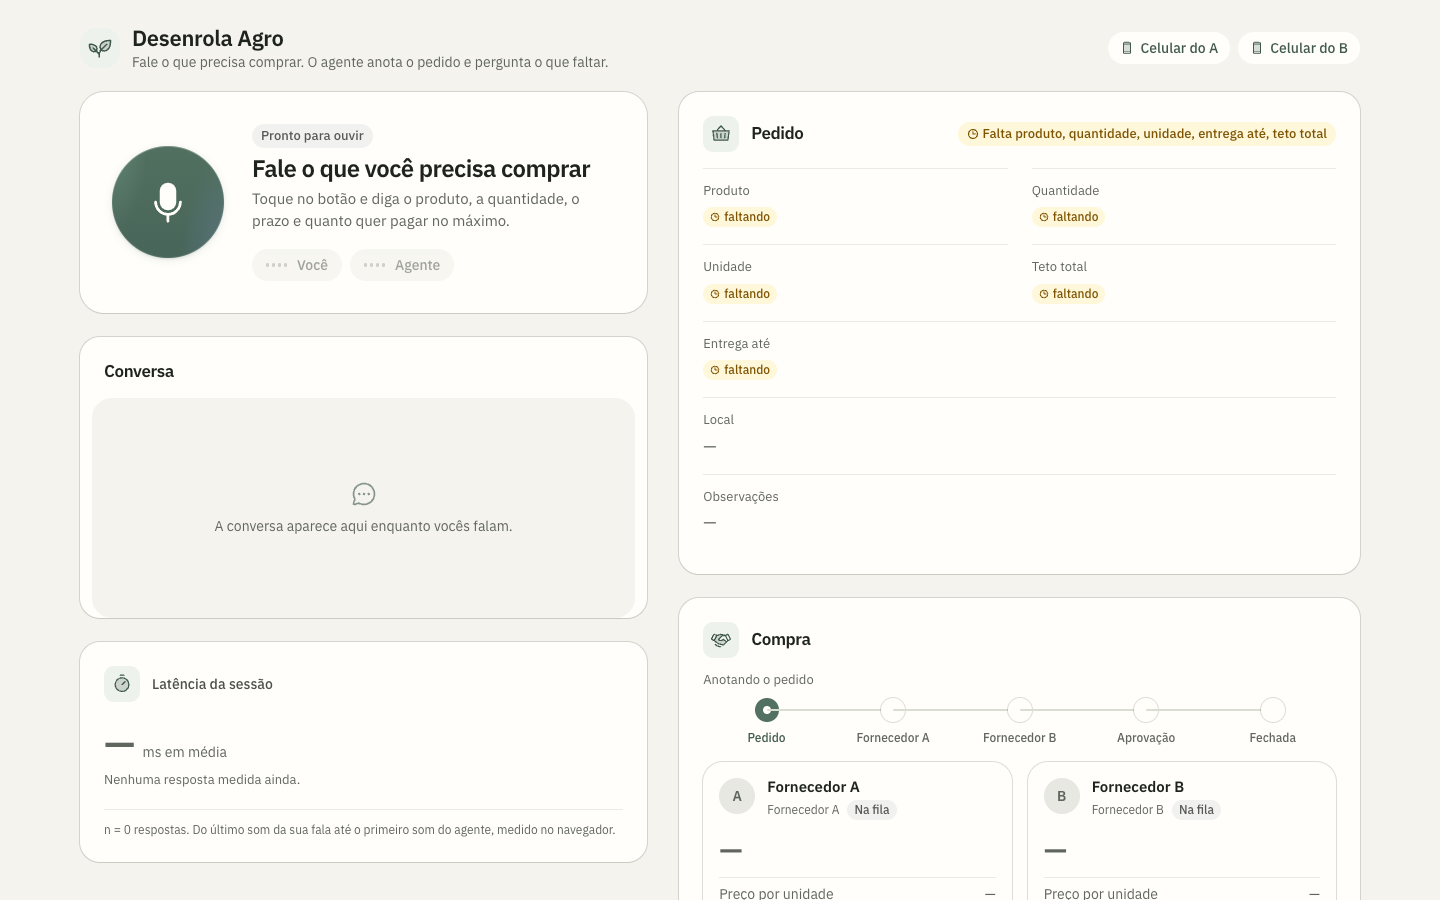 Desenrola Agro
Fale o que precisa comprar. O agente anota o pedido e pergunta o que faltar.
Celular do A
Celular do B
Pronto para ouvir
Fale o que você precisa comprar
Toque no botão e diga o produto, a quantidade, o
prazo e quanto quer pagar no máximo.
Você
Agente
Conversa
A conversa aparece aqui enquanto vocês falam.
Latência da sessão
— ms em média
Nenhuma resposta medida ainda.
n = 0 respostas. Do último som da sua fala até o primeiro som do agente, medido no navegador.
Pedido
Falta produto, quantidade, unidade, entrega até, teto total
Produto
faltando
Quantidade
faltando
Unidade
faltando
Teto total
faltando
Entrega até
faltando
Local
—
Observações
—
Compra
Anotando o pedido
Pedido
Fornecedor A
Fornecedor B
Aprovação
Fechada
A
Fornecedor A
Fornecedor A Na fila
—
Preço por unidade —
B
Fornecedor B
Fornecedor B Na fila
—
Preço por unidade —